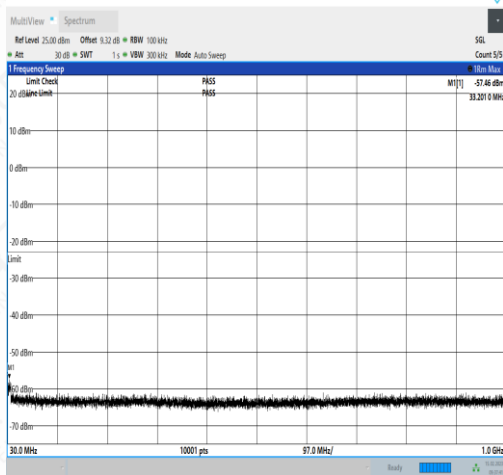 MultiView Spectrum
Ref Level 25.00 dBm Offset 9.32 dB RBW 100 kHz SGL
Att 30 dB SWT 1 s VBW 300 kHz Mode Auto Sweep Count 5/5
1 Frequency Sweep 1Rm Max
Limit Check PASS M1[1] -57.46 dBm
20 dBm Line Limit PASS 33.201 0 MHz
10 dBm
0 dBm
-10 dBm
-20 dBm
Limit
-30 dBm
-40 dBm
-50 dBm
M1
-60 dBm
-70 dBm
30.0 MHz 10001 pts 97.0 MHz/ 1.0 GHz
Ready